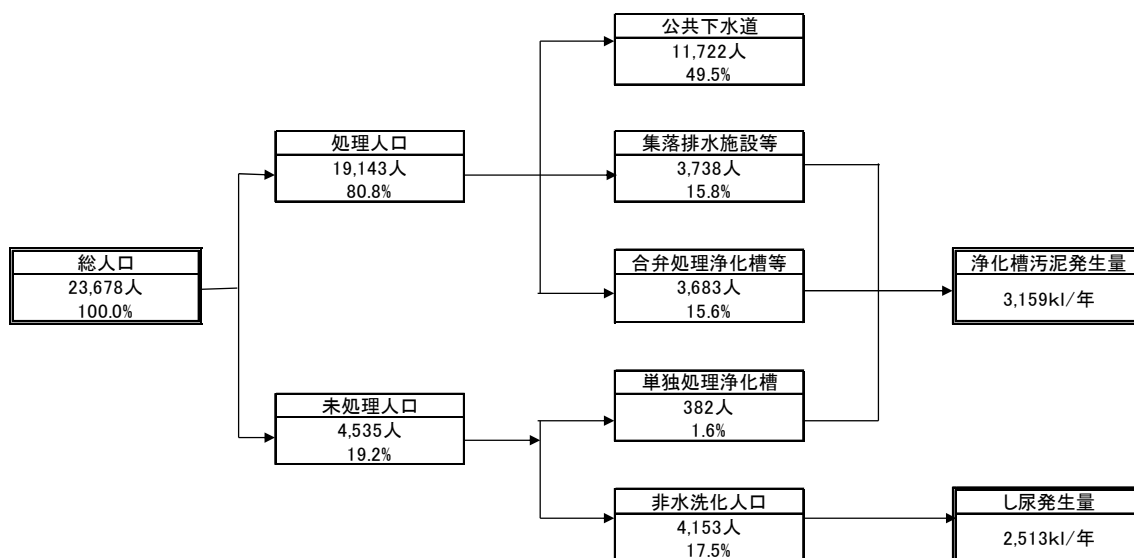 総人口
23,678人
100.0%
処理人口
19,143人
80.8%
未処理人口
4,535人
19.2%
公共下水道
11,722人
49.5%
集落排水施設等
3,738人
15.8%
合弁処理浄化槽等
3,683人
15.6%
単独処理浄化槽
382人
1.6%
非水洗化人口
4,153人
17.5%
浄化槽汚泥発生量
3,159kl/年
し尿発生量
2,513kl/年